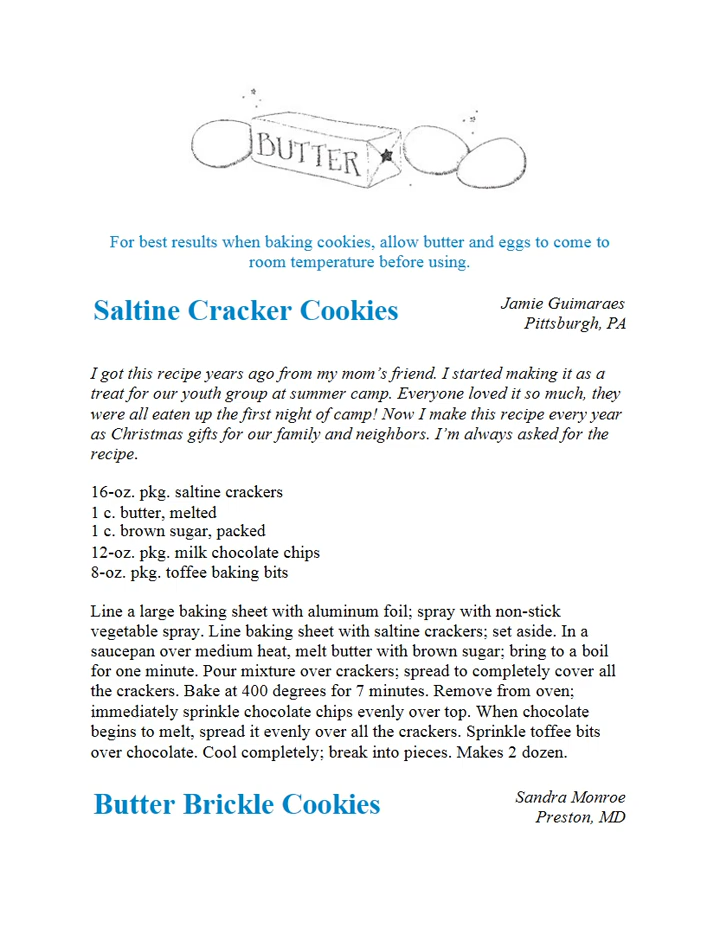 BUTTER
For best results when baking cookies, allow butter and eggs to come to
room temperature before using.
Saltine Cracker Cookies
Jamie Guimaraes
Pittsburgh, PA
I got this recipe years ago from my mom’s friend. I started making it as a
treat for our youth group at summer camp. Everyone loved it so much, they
were all eaten up the first night of camp! Now I make this recipe every year
as Christmas gifts for our family and neighbors. I’m always asked for the
recipe.
16-oz. pkg. saltine crackers
1 c. butter, melted
1 c. brown sugar, packed
12-oz. pkg. milk chocolate chips
8-oz. pkg. toffee baking bits
Line a large baking sheet with aluminum foil; spray with non-stick
vegetable spray. Line baking sheet with saltine crackers; set aside. In a
saucepan over medium heat, melt butter with brown sugar; bring to a boil
for one minute. Pour mixture over crackers; spread to completely cover all
the crackers. Bake at 400 degrees for 7 minutes. Remove from oven;
immediately sprinkle chocolate chips evenly over top. When chocolate
begins to melt, spread it evenly over all the crackers. Sprinkle toffee bits
over chocolate. Cool completely; break into pieces. Makes 2 dozen.
Butter Brickle Cookies
Sandra Monroe
Preston, MD